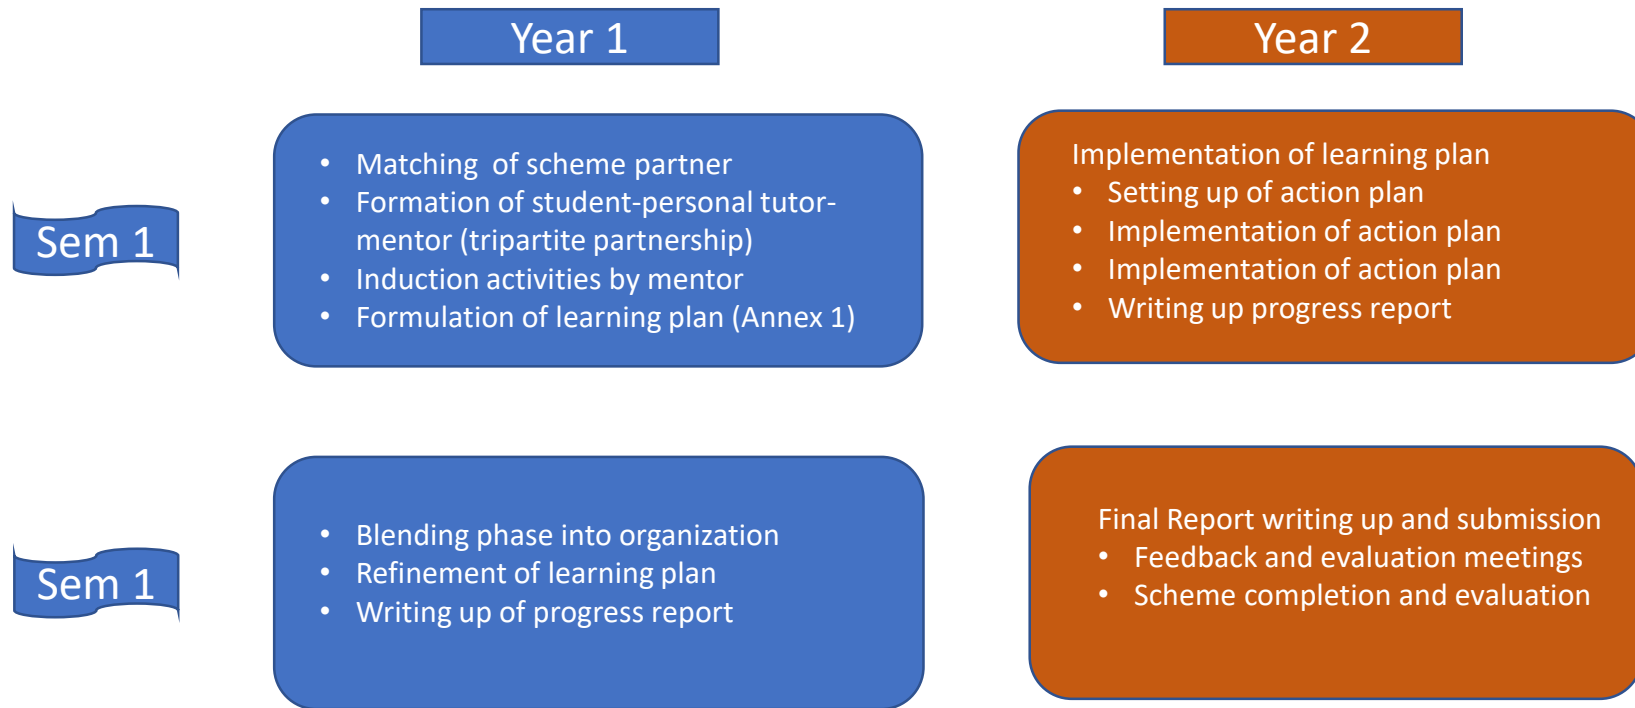 Year 1
Year 2
Sem 1
• Matching  of scheme partner
• Formation of student-personal tutor-
mentor (tripartite partnership)
• Induction activities by mentor
• Formulation of learning plan (Annex 1)
Implementation of learning plan
• Setting up of action plan
• Implementation of action plan
• Implementation of action plan
• Writing up progress report
Sem 1
• Blending phase into organization
• Refinement of learning plan
• Writing up of progress report
Final Report writing up and submission
• Feedback and evaluation meetings
• Scheme completion and evaluation